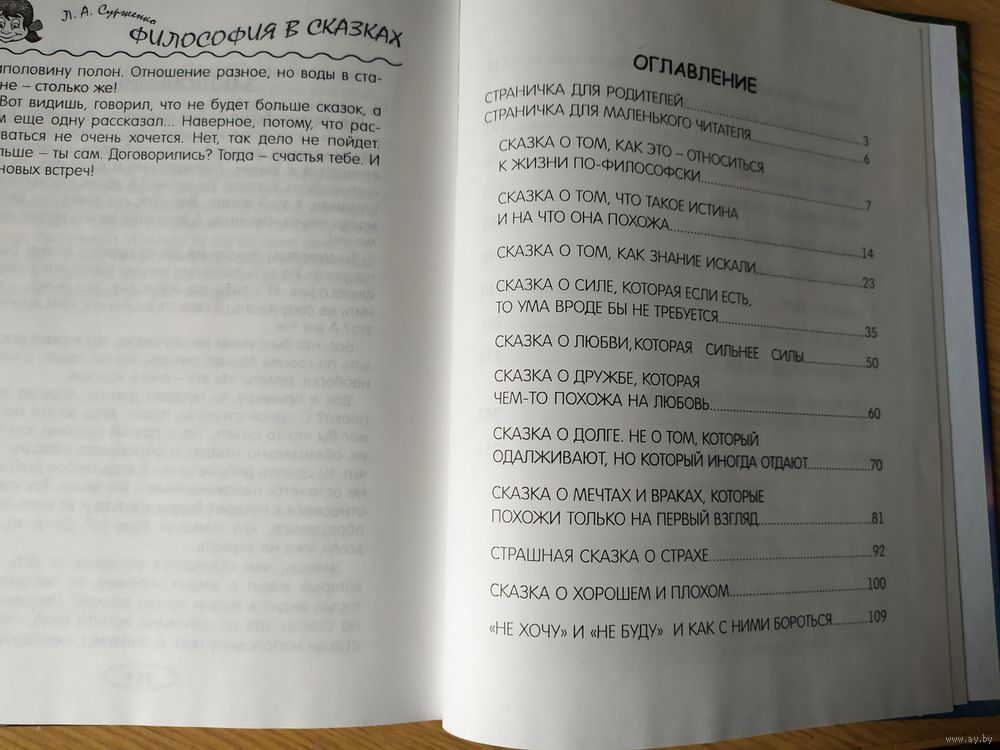 Л. А. Сурженко
ФИЛОСОФИЯ В СКАЗКАХ
полон. Отношение разное, но воды в ста-
не – столько же!
Вот видишь, говорил, что не будет больше сказок, а
еще одну рассказал... Наверное, потому, что рас-
ваться не очень хочется. Нет, так дело не пойдет.
льше – ты сам. Договорились? Тогда – счастья тебе. И
новых встреч!
ОГЛАВЛЕНИЕ
СТРАНИЧКА ДЛЯ РОДИТЕЛЕЙ....................3
СТРАНИЧКА ДЛЯ МАЛЕНЬКОГО ЧИТАТЕЛЯ....................6
СКАЗКА О ТОМ, КАК ЭТО – ОТНОСИТЬСЯ
К ЖИЗНИ ПО-ФИЛОСОФСКИ....................7
СКАЗКА О ТОМ, ЧТО ТАКОЕ ИСТИНА
И НА ЧТО ОНА ПОХОЖА....................14
СКАЗКА О ТОМ, КАК ЗНАНИЕ ИСКАЛИ....................23
СКАЗКА О СИЛЕ, КОТОРАЯ ЕСЛИ ЕСТЬ,
ТО УМА ВРОДЕ БЫ НЕ ТРЕБУЕТСЯ....................35
СКАЗКА О ЛЮБВИ, КОТОРАЯ СИЛЬНЕЕ СИЛЫ....................50
СКАЗКА О ДРУЖБЕ, КОТОРАЯ
ЧЕМ-ТО ПОХОЖА НА ЛЮБОВЬ....................60
СКАЗКА О ДОЛГЕ. НЕ О ТОМ, КОТОРЫЙ
ОДАЛЖИВАЮТ, НО КОТОРЫЙ ИНОГДА ОТДАЮТ....................70
СКАЗКА О МЕЧТАХ И ВРАКАХ, КОТОРЫЕ
ПОХОЖИ ТОЛЬКО НА ПЕРВЫЙ ВЗГЛЯД....................81
СТРАШНАЯ СКАЗКА О СТРАХЕ....................92
СКАЗКА О ХОРОШЕМ И ПЛОХОМ....................100
«НЕ ХОЧУ» И «НЕ БУДУ» И КАК С НИМИ БОРОТЬСЯ..........109
www.ay.by